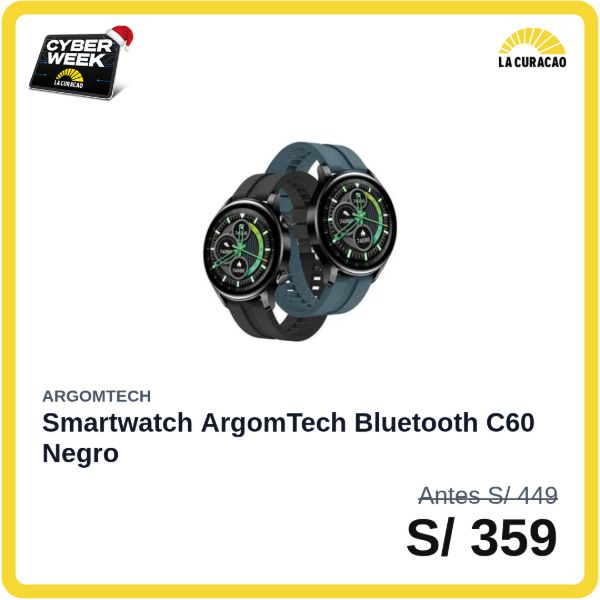 CYBER
WEEK
LA CURACAO
LA CURACAO
ARGOMTECH
Smartwatch ArgomTech Bluetooth C60
Negro
Antes S/ 449
S/ 359